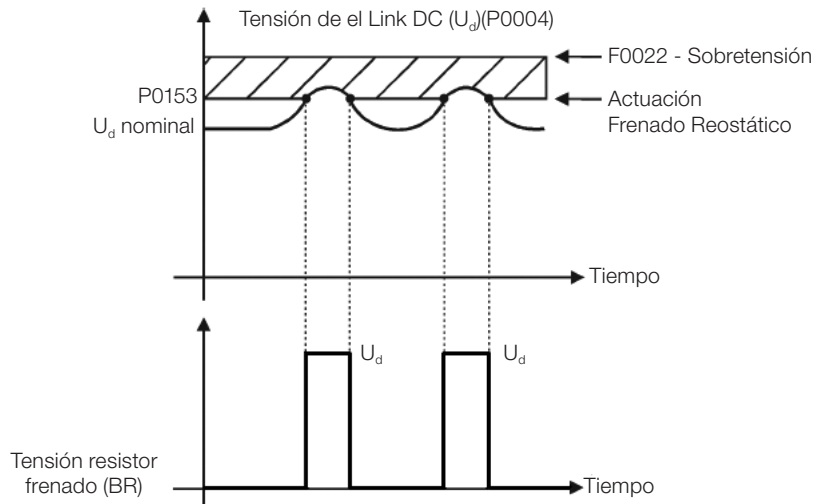 Tensión de el Link DC (Ud)(P0004)
F0022 - Sobretensión
P0153
Actuación
Frenado Reostático
Ud nominal
Tiempo
Ud
Ud
Tensión resistor
frenado (BR)
Tiempo